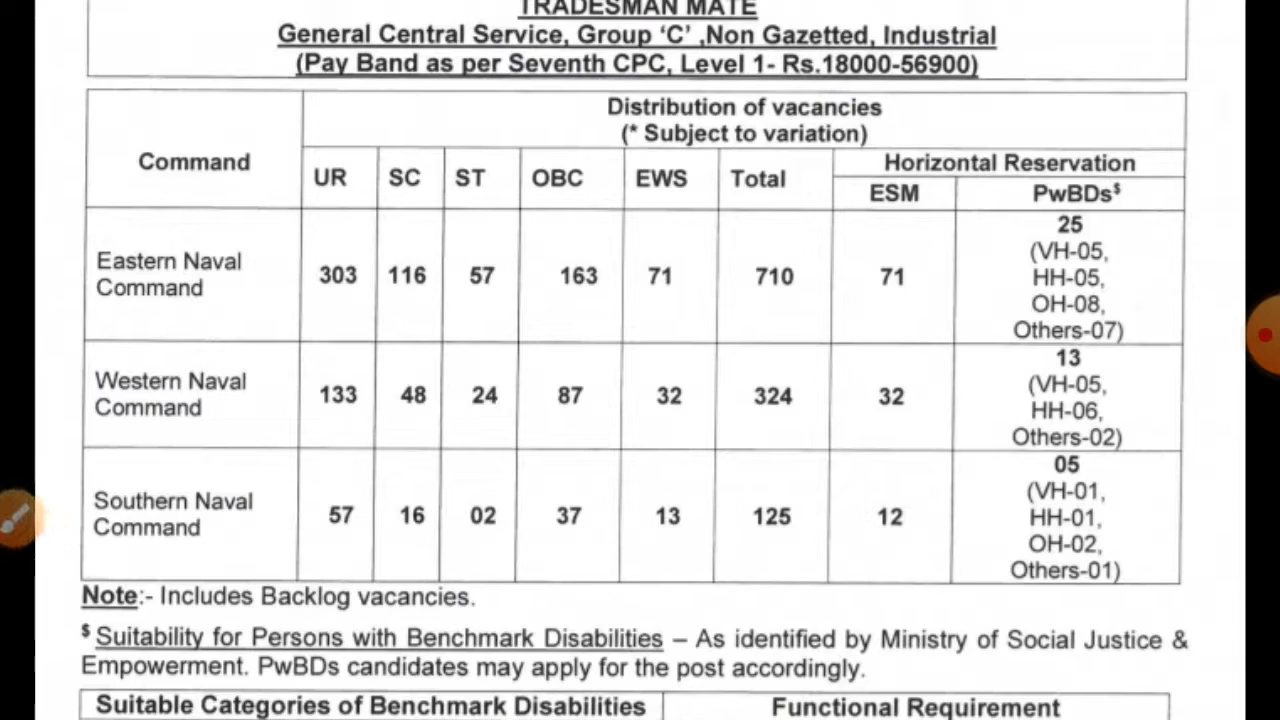 TRADESMAN MATE
General Central Service, Group ‘C’ ,Non Gazetted, Industrial
(Pay Band as per Seventh CPC, Level 1- Rs.18000-56900)
Distribution of vacancies
(* Subject to variation)
Command
UR SC ST OBC EWS Total
Horizontal Reservation
ESM PwBDs$
Eastern Naval
Command
303 116 57 163 71 710 71
25
(VH-05,
HH-05,
OH-08,
Others-07)
Western Naval
Command
133 48 24 87 32 324 32
13
(VH-05,
HH-06,
Others-02)
Southern Naval
Command
57 16 02 37 13 125 12
05
(VH-01,
HH-01,
OH-02,
Others-01)
Note:- Includes Backlog vacancies.
$ Suitability for Persons with Benchmark Disabilities – As identified by Ministry of Social Justice &
Empowerment. PwBDs candidates may apply for the post accordingly.
Suitable Categories of Benchmark Disabilities Functional Requirement